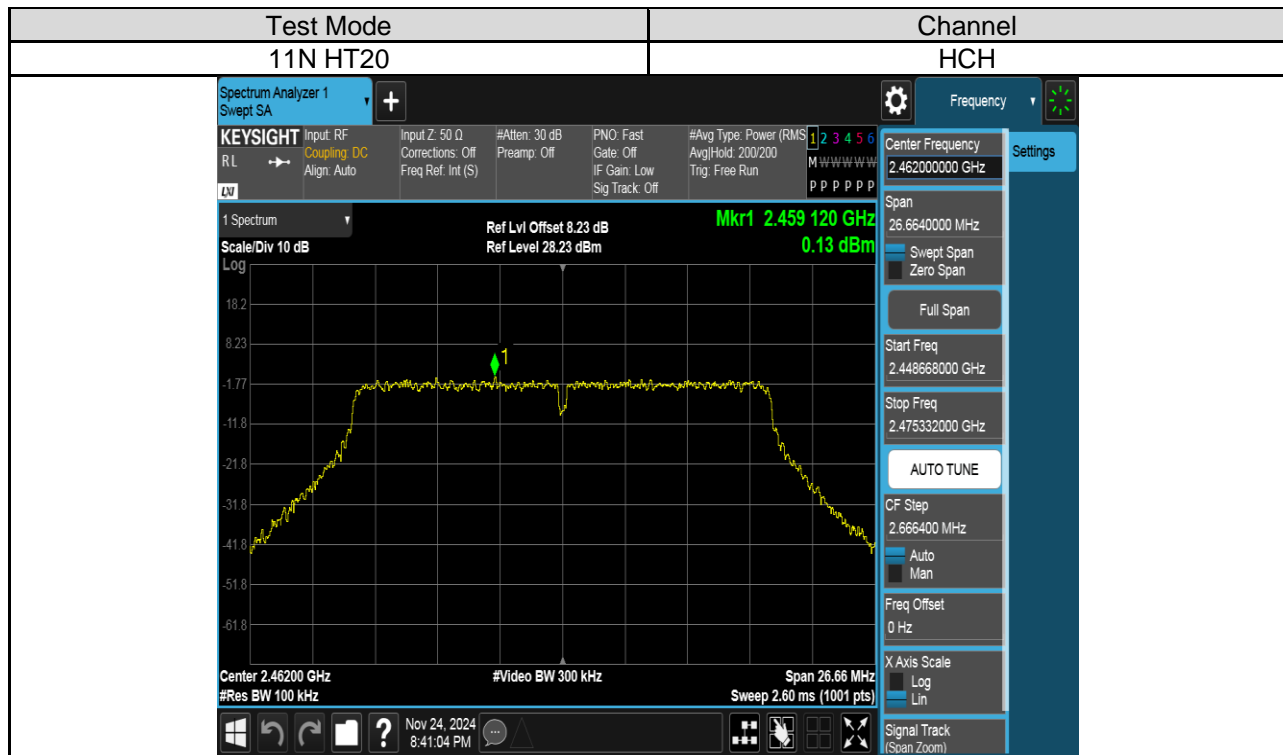 Test Mode Channel
11N HT20 HCH
Spectrum Analyzer 1
Swept SA
+
Frequency
KEYSIGHT Input: RF Input Z: 50 Ω #Atten: 30 dB PNO: Fast #Avg Type: Power (RMS 1 2 3 4 5 6
RL Coupling: DC Corrections: Off Preamp: Off Gate: Off Avg|Hold: 200/200 M W W W W W
Align: Auto Freq Ref: Int (S) IF Gain: Low Trig: Free Run
LXI Sig Track: Off P P P P P P
1 Spectrum Ref Lvl Offset 8.23 dB Mkr1 2.459 120 GHz
Scale/Div 10 dB Ref Level 28.23 dBm 0.13 dBm
Log
18.2
8.23
1
-1.77
-11.8
-21.8
-31.8
-41.8
-51.8
-61.8
Center 2.46200 GHz #Video BW 300 kHz Span 26.66 MHz
#Res BW 100 kHz Sweep 2.60 ms (1001 pts)
Center Frequency
2.462000000 GHz
Settings
Span
26.6640000 MHz
Swept Span
Zero Span
Full Span
Start Freq
2.448668000 GHz
Stop Freq
2.475332000 GHz
AUTO TUNE
CF Step
2.666400 MHz
Auto
Man
Freq Offset
0 Hz
X Axis Scale
Log
Lin
Signal Track
(Span Zoom)
? Nov 24, 2024
8:41:04 PM